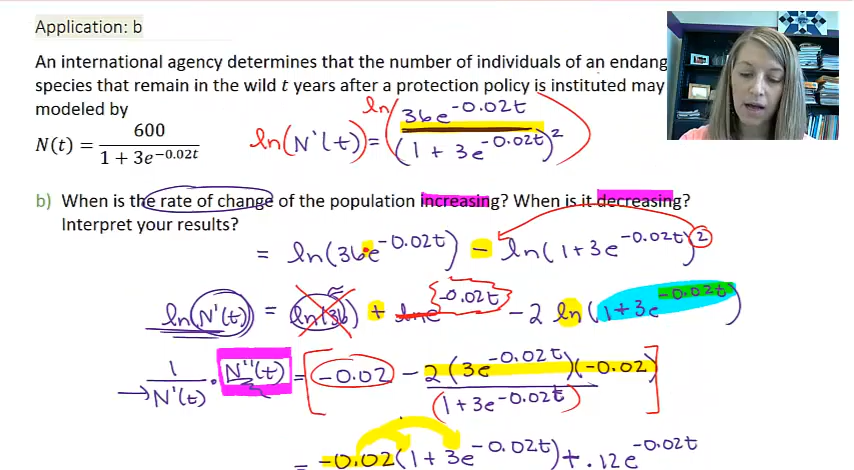 Application: b
An international agency determines that the number of individuals of an endang
species that remain in the wild t years after a protection policy is instituted may
modeled by
N(t) = 600 / 1 + 3e^−0.02t
ln(N'(t)) = ln(36e^-0.02t / (1 + 3e^-0.02t)^2)
b) When is the rate of change of the population increasing? When is it decreasing?
Interpret your results?
= ln(36•e^-0.02t) - ln(1+3e^-0.02t)^2
ln(N'(t)) = ln(36) + ln e^-0.02t - 2 ln(1+3e^-0.02t)
1/N'(t) · N''(t) = [-0.02 - 2(3e^-0.02t)(-0.02) / (1+3e^-0.02t)]
= -0.02(1+3e^-0.02t) + .12e^-0.02t